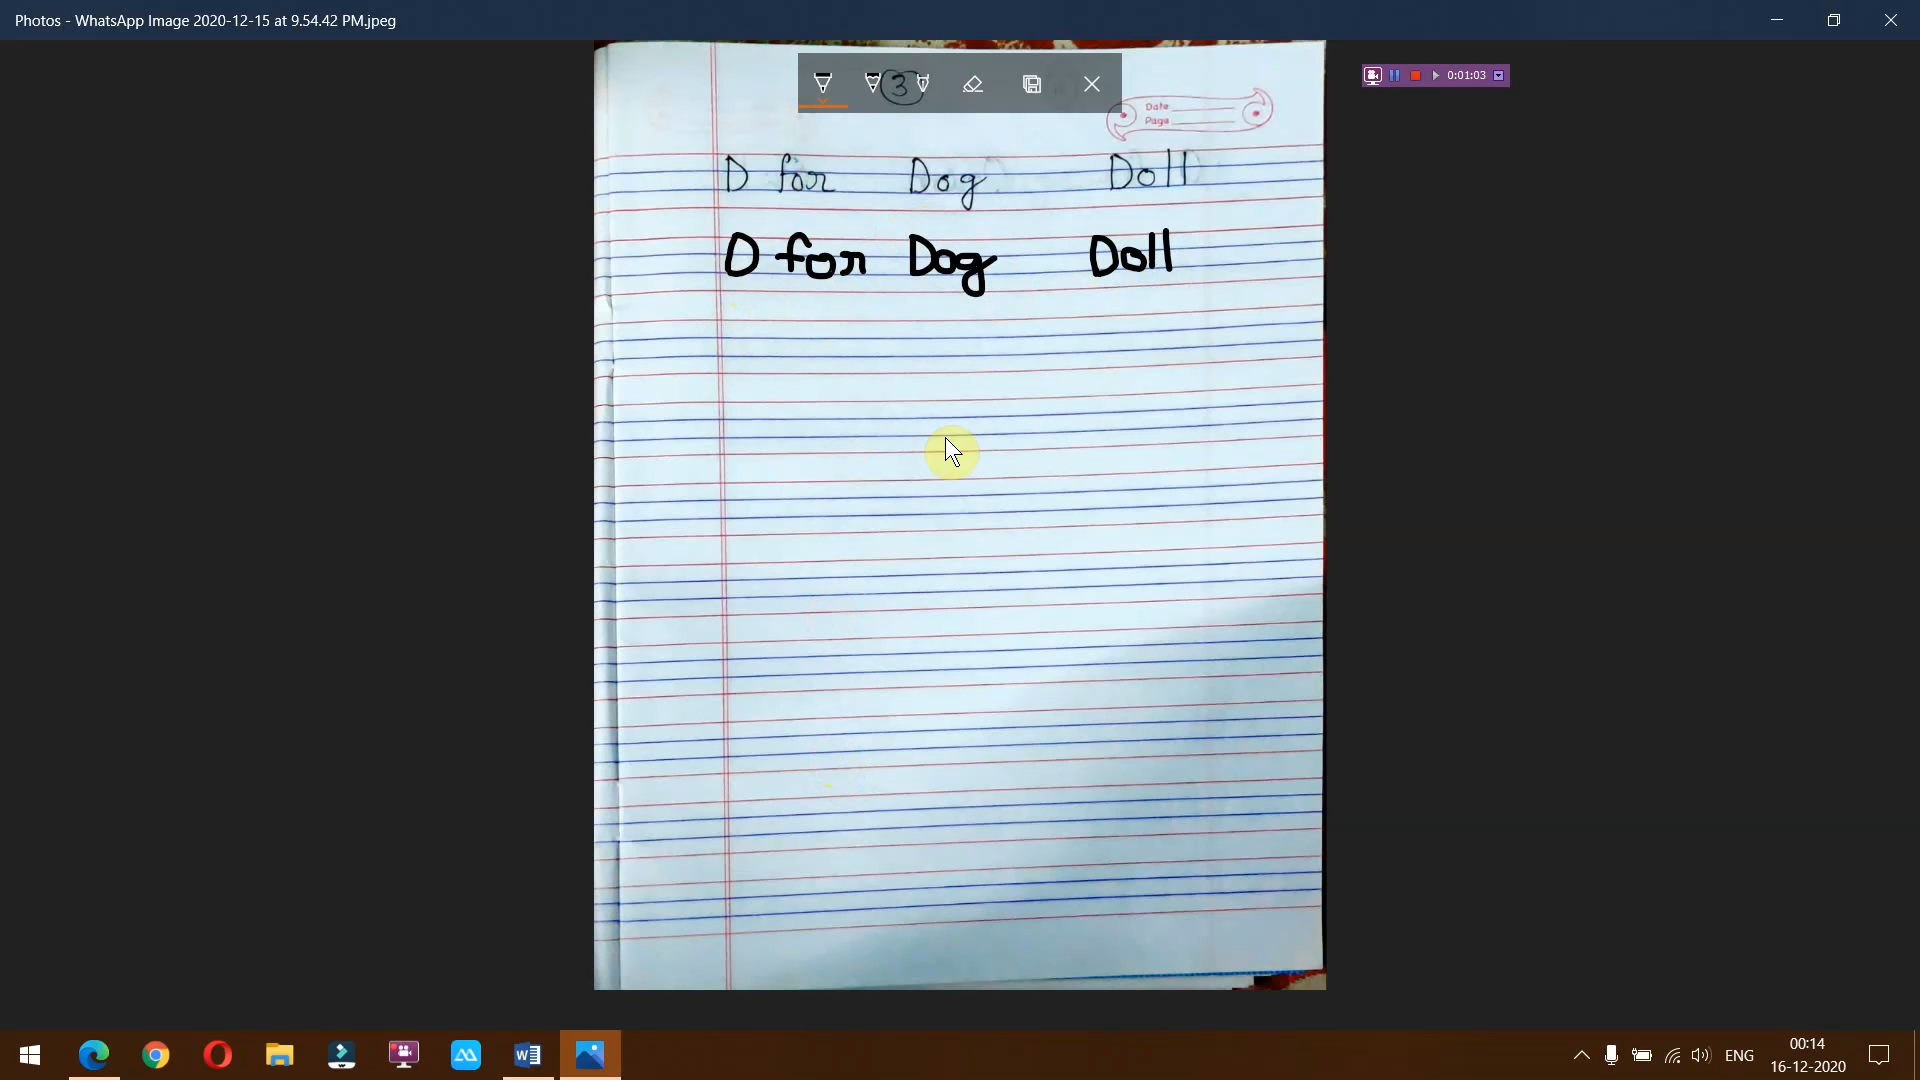 Photos - WhatsApp Image 2020-12-15 at 9.54.42 PM.jpeg
0:01:03
3
Date
Page
D for Dog Doll
D for Dog Doll
ENG
00:14
16-12-2020